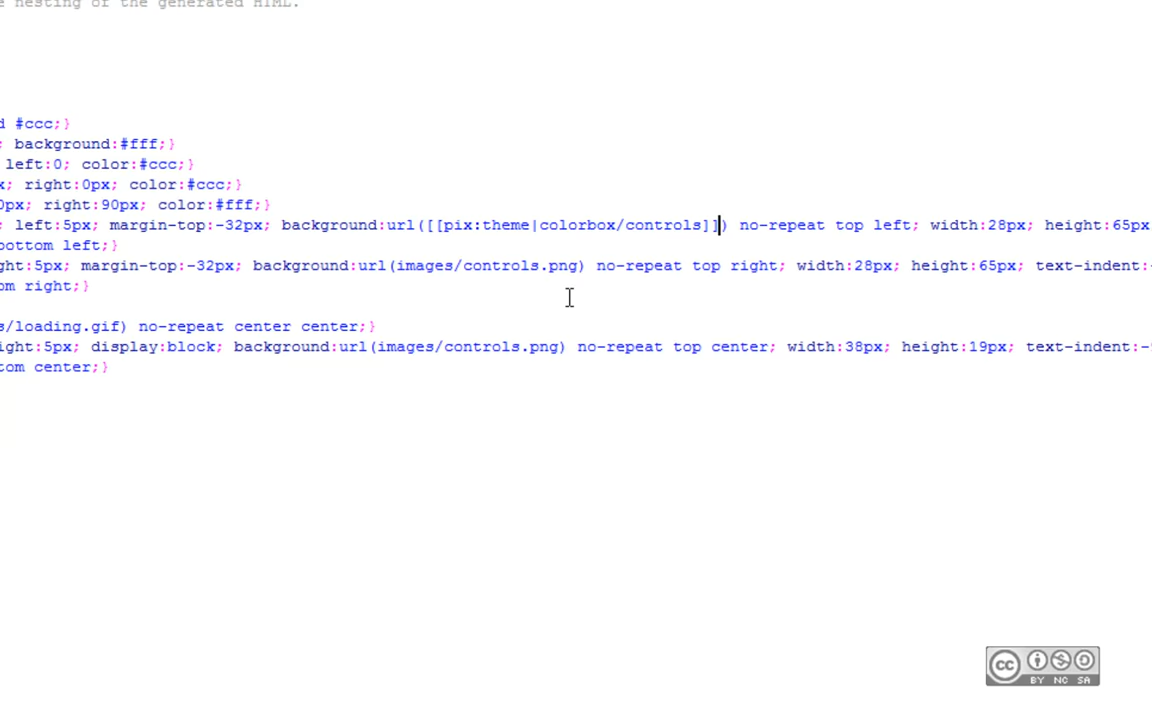 e nesting of the generated HTML.
d #ccc;}
; background:#fff;}
left:0; color:#ccc;}
x; right:0px; color:#ccc;}
0px; right:90px; color:#fff;}
; left:5px; margin-top:-32px; background:url([[pix:theme|colorbox/controls]]) no-repeat top left; width:28px; height:65px
bottom left;}
ght:5px; margin-top:-32px; background:url(images/controls.png) no-repeat top right; width:28px; height:65px; text-indent:-
om right;}
s/loading.gif) no-repeat center center;}
ight:5px; display:block; background:url(images/controls.png) no-repeat top center; width:38px; height:19px; text-indent:-9
tom center;}
cc
BY NC SA